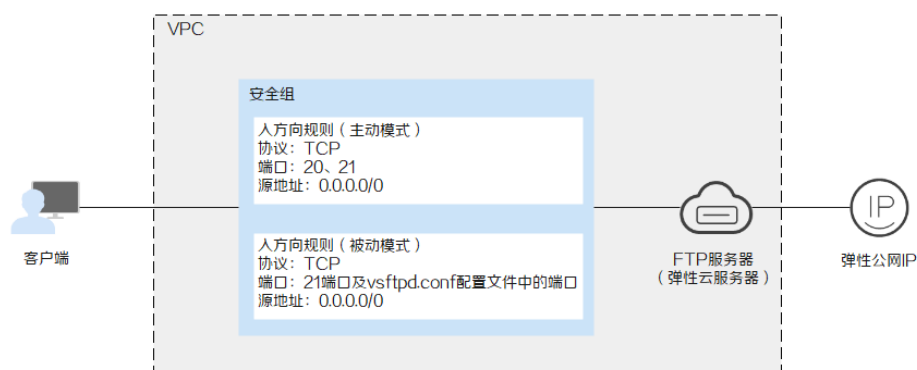 VPC
安全组
入方向规则（主动模式）
协议：TCP
端口：20、21
源地址：0.0.0.0/0
入方向规则（被动模式）
协议：TCP
端口：21端口及vsftpd.conf配置文件中的端口
源地址：0.0.0.0/0
客户端
FTP服务器
（弹性云服务器）
IP
弹性公网IP